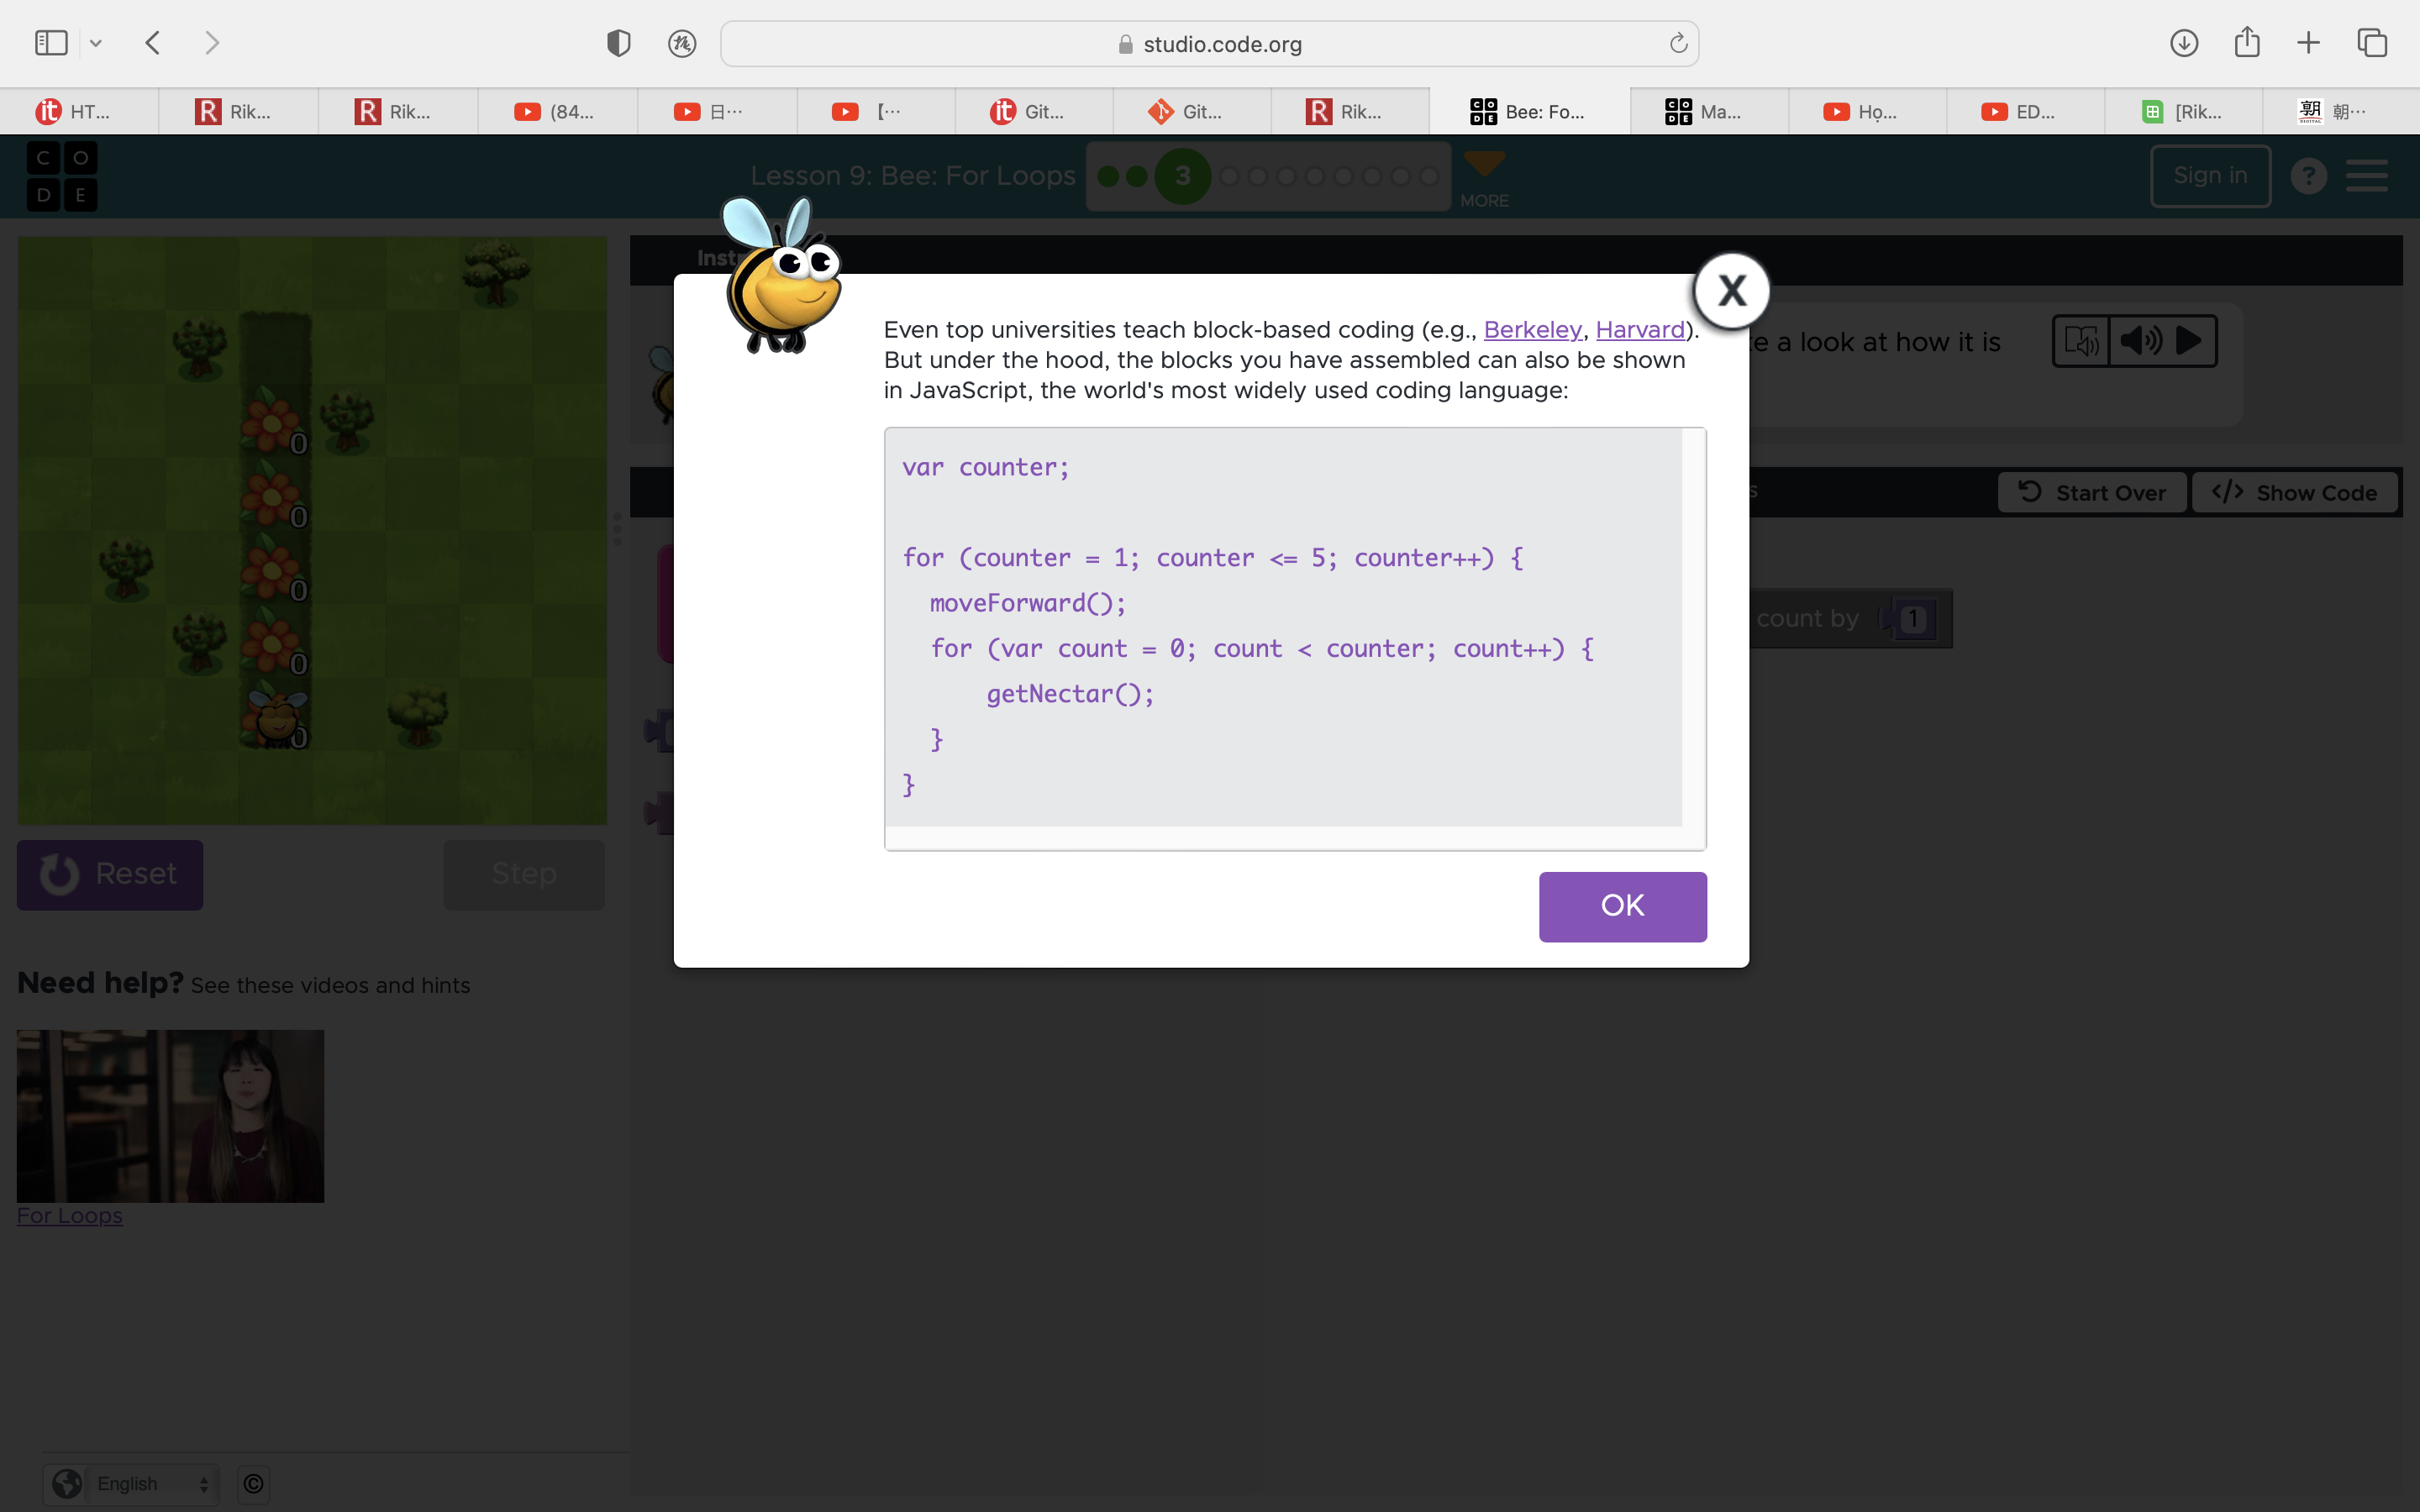 studio.code.org
HT...
Rik...
Rik...
(84...
日…
【…
Git...
Git...
Rik...
Bee: Fo...
Ma...
Họ...
ED...
[Rik...
朝…
C O
D E
Lesson 9: Bee: For Loops
3
MORE
Sign in
?
Inst
X
Even top universities teach block-based coding (e.g., Berkeley, Harvard).
But under the hood, the blocks you have assembled can also be shown
in JavaScript, the world's most widely used coding language:
e a look at how it is
var counter;
for (counter = 1; counter <= 5; counter++) {
moveForward();
for (var count = 0; count < counter; count++) {
getNectar();
}
}
OK
s
Start Over
</> Show Code
count by 1
0
0
0
0
0
Reset
Step
Need help? See these videos and hints
For Loops
English
©